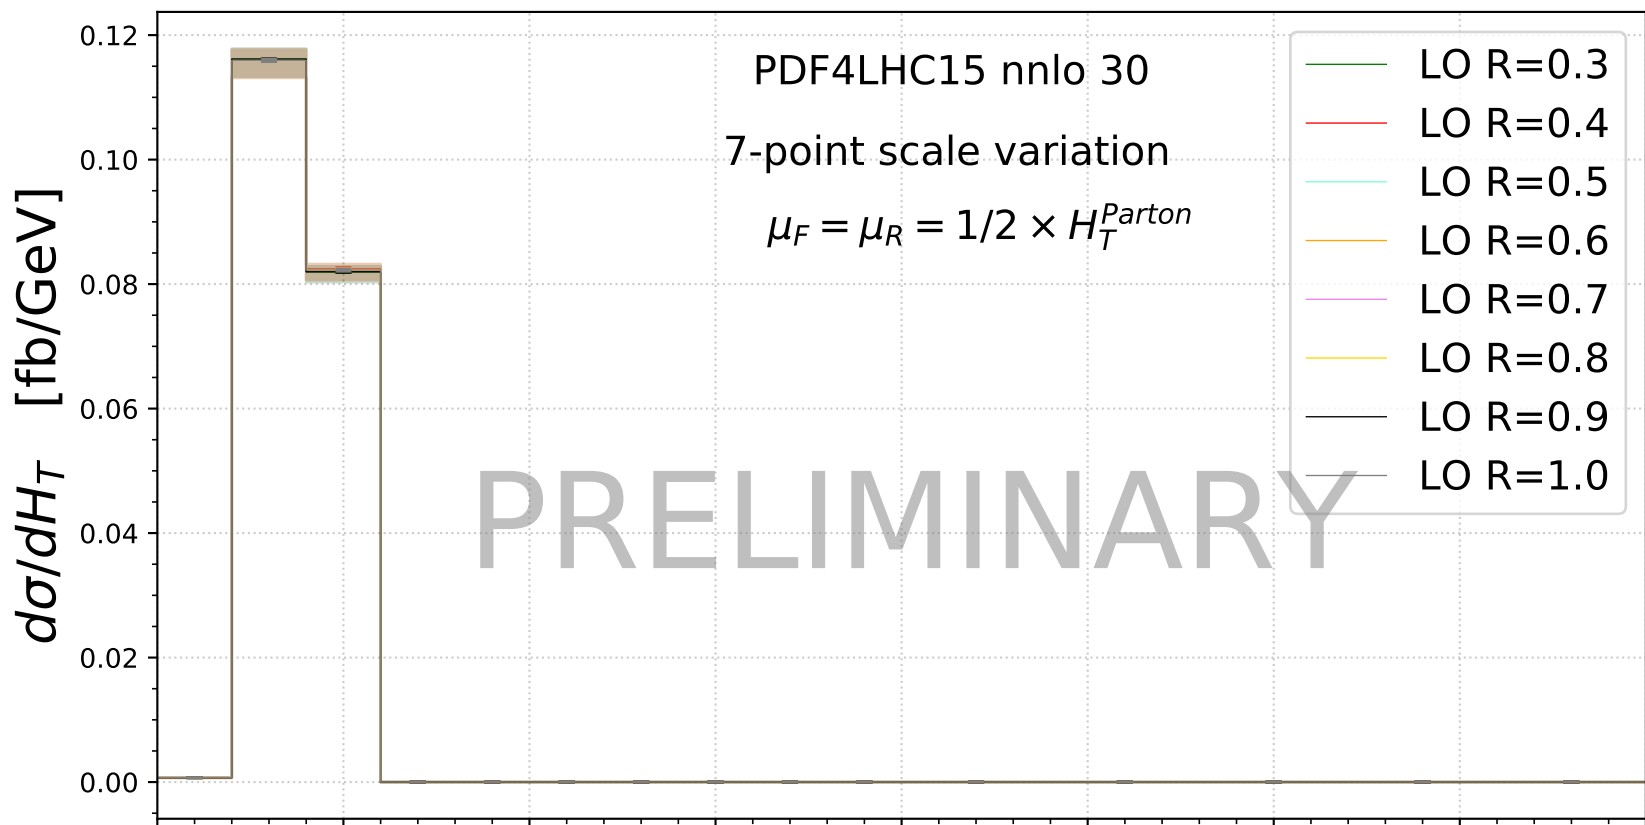 0.12
0.10
0.08
0.06
0.04
0.02
0.00
dσ/dH_T [fb/GeV]
PDF4LHC15 nnlo 30
7-point scale variation
μ_F = μ_R = 1/2 × H_T^{Parton}
LO R=0.3
LO R=0.4
LO R=0.5
LO R=0.6
LO R=0.7
LO R=0.8
LO R=0.9
LO R=1.0
PRELIMINARY